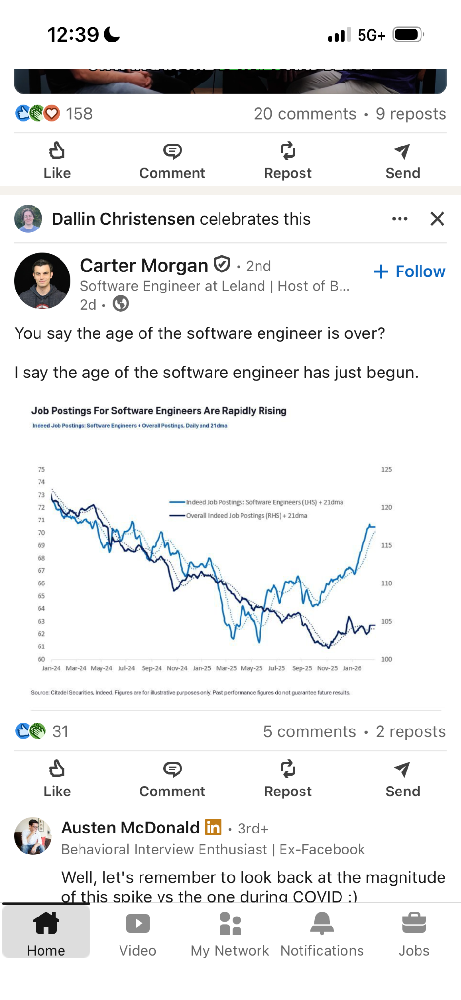 12:39
5G+
158
20 comments • 9 reposts
Like
Comment
Repost
Send
Dallin Christensen celebrates this
Carter Morgan • 2nd
+ Follow
Software Engineer at Leland | Host of B...
2d •
You say the age of the software engineer is over?
I say the age of the software engineer has just begun.
Job Postings For Software Engineers Are Rapidly Rising
Indeed Job Postings: Software Engineers + Overall Postings, Daily and 21dma
75
74
73
72
71
70
69
68
67
66
65
64
63
62
61
60
125
120
115
110
105
100
Indeed Job Postings: Software Engineers (LHS) + 21dma
Overall Indeed Job Postings (RHS) + 21dma
Jan-24 Mar-24 May-24 Jul-24 Sep-24 Nov-24 Jan-25 Mar-25 May-25 Jul-25 Sep-25 Nov-25 Jan-26
Source: Citadel Securities, Indeed. Figures are for illustrative purposes only. Past performance figures do not guarantee future results.
31
5 comments • 2 reposts
Like
Comment
Repost
Send
Austen McDonald in • 3rd+
Behavioral Interview Enthusiast | Ex-Facebook
Well, let's remember to look back at the magnitude
of this spike vs the one during COVID :)
Home
Video
My Network
Notifications
Jobs